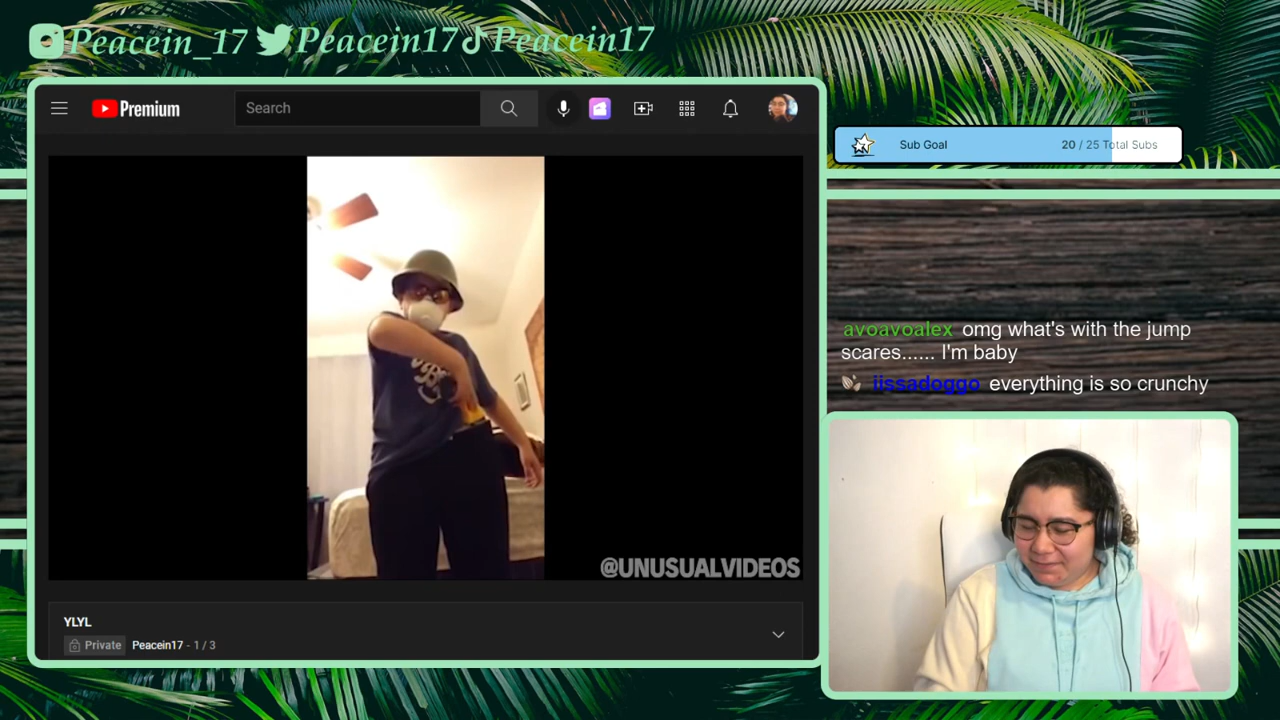 Peacein_17 Peacein17 Peacein17
Premium
Search
Sub Goal 20 / 25 Total Subs
avoavoalex omg what's with the jump
scares...... I'm baby
iissadoggo everything is so crunchy
@UNUSUALVIDEOS
YLYL
Private Peacein17 - 1 / 3